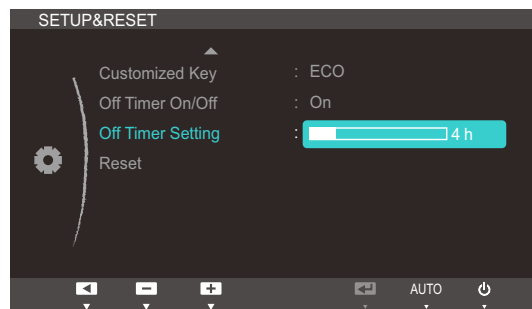 SETUP&RESET
Customized Key : ECO
Off Timer On/Off : On
Off Timer Setting : 4 h
Reset
AUTO